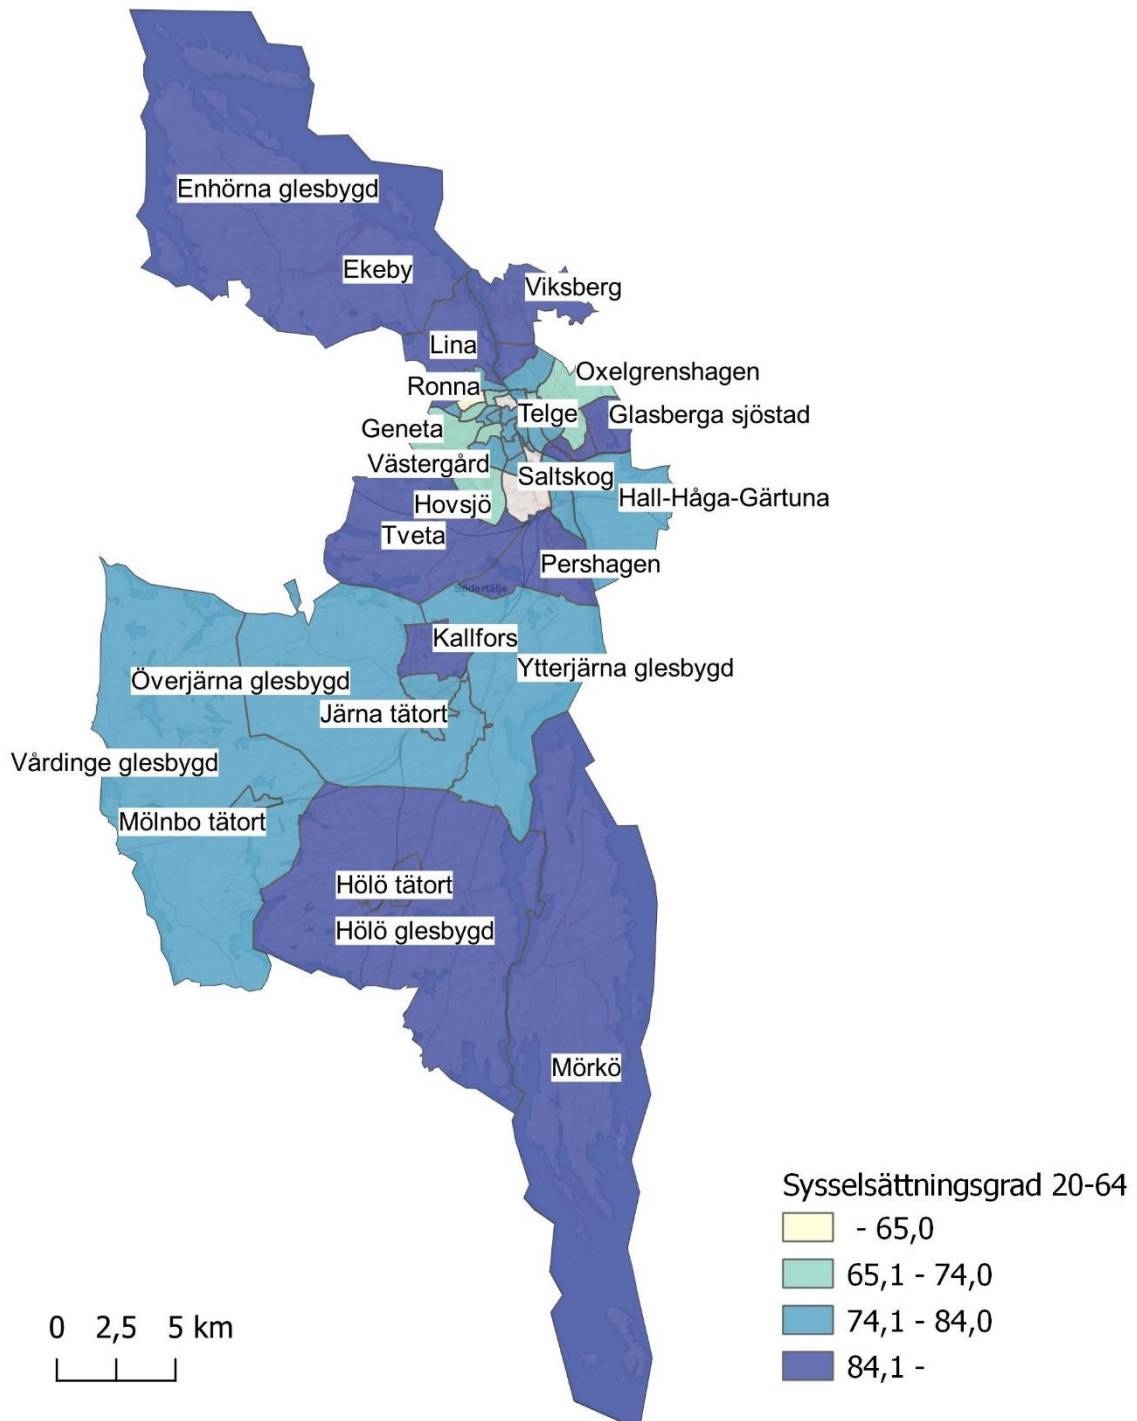 Enhörna glesbygd
Ekeby
Viksberg
Lina
Oxelgrenshagen
Ronna
Telge
Glasberga sjöstad
Geneta
Västergård
Saltskog
Hall-Håga-Gärtuna
Hovsjö
Tveta
Pershagen
Södertälje
Kallfors
Ytterjärna glesbygd
Överjärna glesbygd
Järna tätort
Vårdinge glesbygd
Mölnbo tätort
Hölö tätort
Hölö glesbygd
Mörkö
Sysselsättningsgrad 20-64
- 65,0
65,1 - 74,0
74,1 - 84,0
84,1 -
0 2,5 5 km